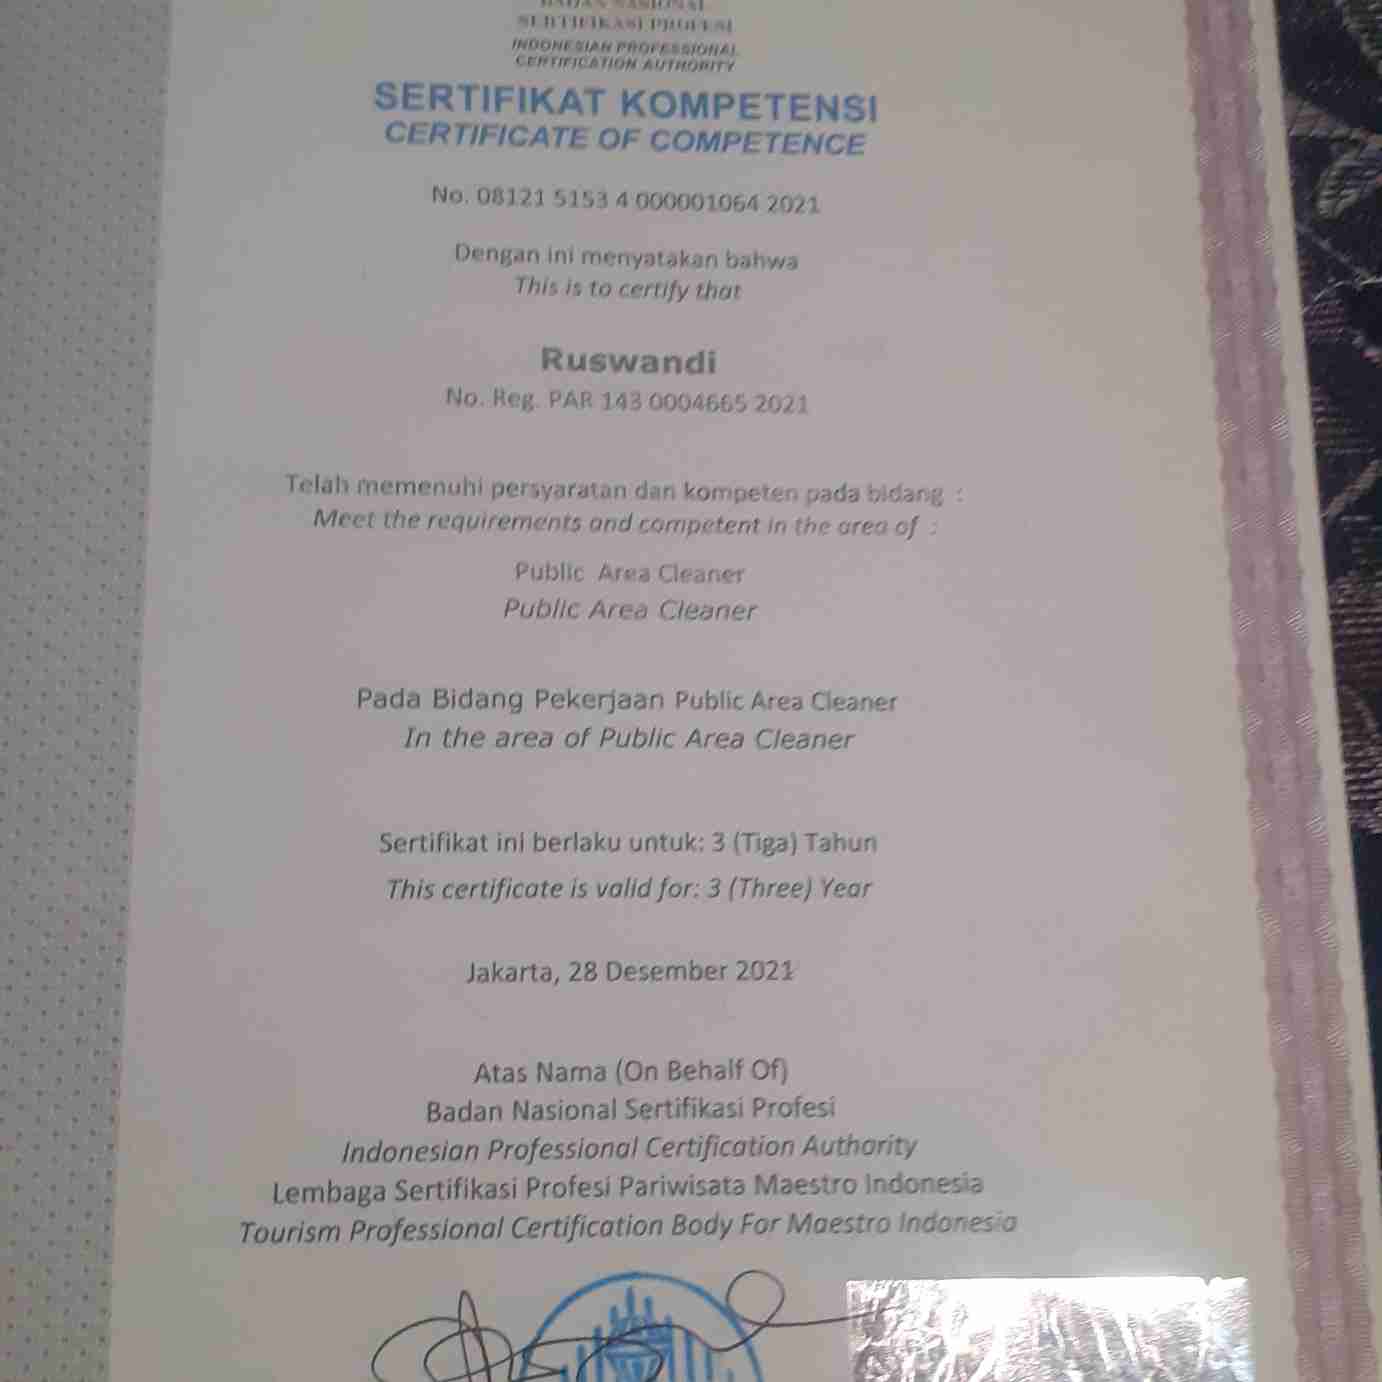 BADAN NASIONAL
SERTIFIKASI PROFESI
INDONESIAN PROFESSIONAL
CERTIFICATION AUTHORITY
SERTIFIKAT KOMPETENSI
CERTIFICATE OF COMPETENCE
No. 08121 5153 4 000001064 2021
Dengan ini menyatakan bahwa
This is to certify that
Ruswandi
No. Reg. PAR 143 0004665 2021
Telah memenuhi persyaratan dan kompeten pada bidang :
Meet the requirements and competent in the area of :
Public Area Cleaner
Public Area Cleaner
Pada Bidang Pekerjaan Public Area Cleaner
In the area of Public Area Cleaner
Sertifikat ini berlaku untuk: 3 (Tiga) Tahun
This certificate is valid for: 3 (Three) Year
Jakarta, 28 Desember 2021
Atas Nama (On Behalf Of)
Badan Nasional Sertifikasi Profesi
Indonesian Professional Certification Authority
Lembaga Sertifikasi Profesi Pariwisata Maestro Indonesia
Tourism Professional Certification Body For Maestro Indonesia